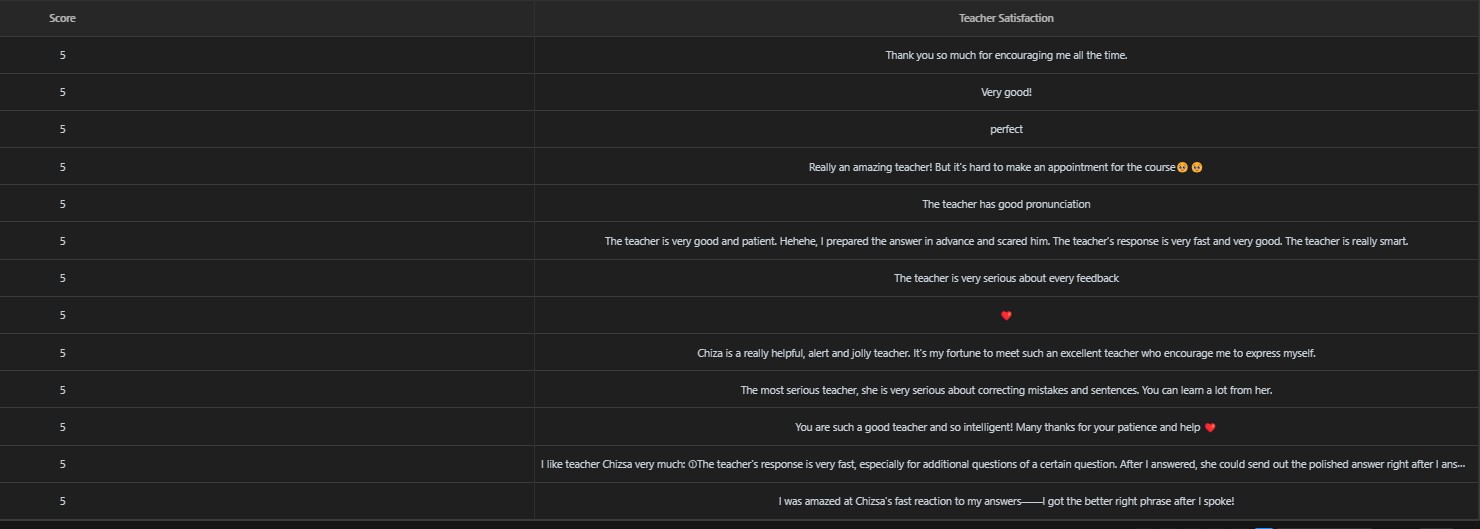 Score Teacher Satisfaction
5 Thank you so much for encouraging me all the time.
5 Very good!
5 perfect
5 Really an amazing teacher! But it's hard to make an appointment for the course🥺🥺
5 The teacher has good pronunciation
5 The teacher is very good and patient. Hehehe, I prepared the answer in advance and scared him. The teacher's response is very fast and very good. The teacher is really smart.
5 The teacher is very serious about every feedback
5 ❤️
5 Chiza is a really helpful, alert and jolly teacher. It's my fortune to meet such an excellent teacher who encourage me to express myself.
5 The most serious teacher, she is very serious about correcting mistakes and sentences. You can learn a lot from her.
5 You are such a good teacher and so intelligent! Many thanks for your patience and help ❤️
5 I like teacher Chizsa very much: ①The teacher's response is very fast, especially for additional questions of a certain question. After I answered, she could send out the polished answer right after I ans...
5 I was amazed at Chizsa's fast reaction to my answers——I got the better right phrase after I spoke!